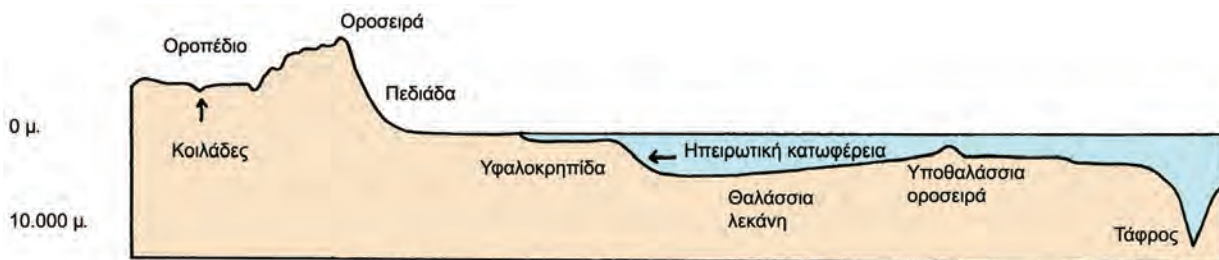 Οροσειρά
Οροπέδιο
Πεδιάδα
0 μ.
Κοιλάδες
Υφαλοκρηπίδα
Ηπειρωτική κατωφέρεια
Θαλάσσια
λεκάνη
Υποθαλάσσια
οροσειρά
10.000 μ.
Τάφρος